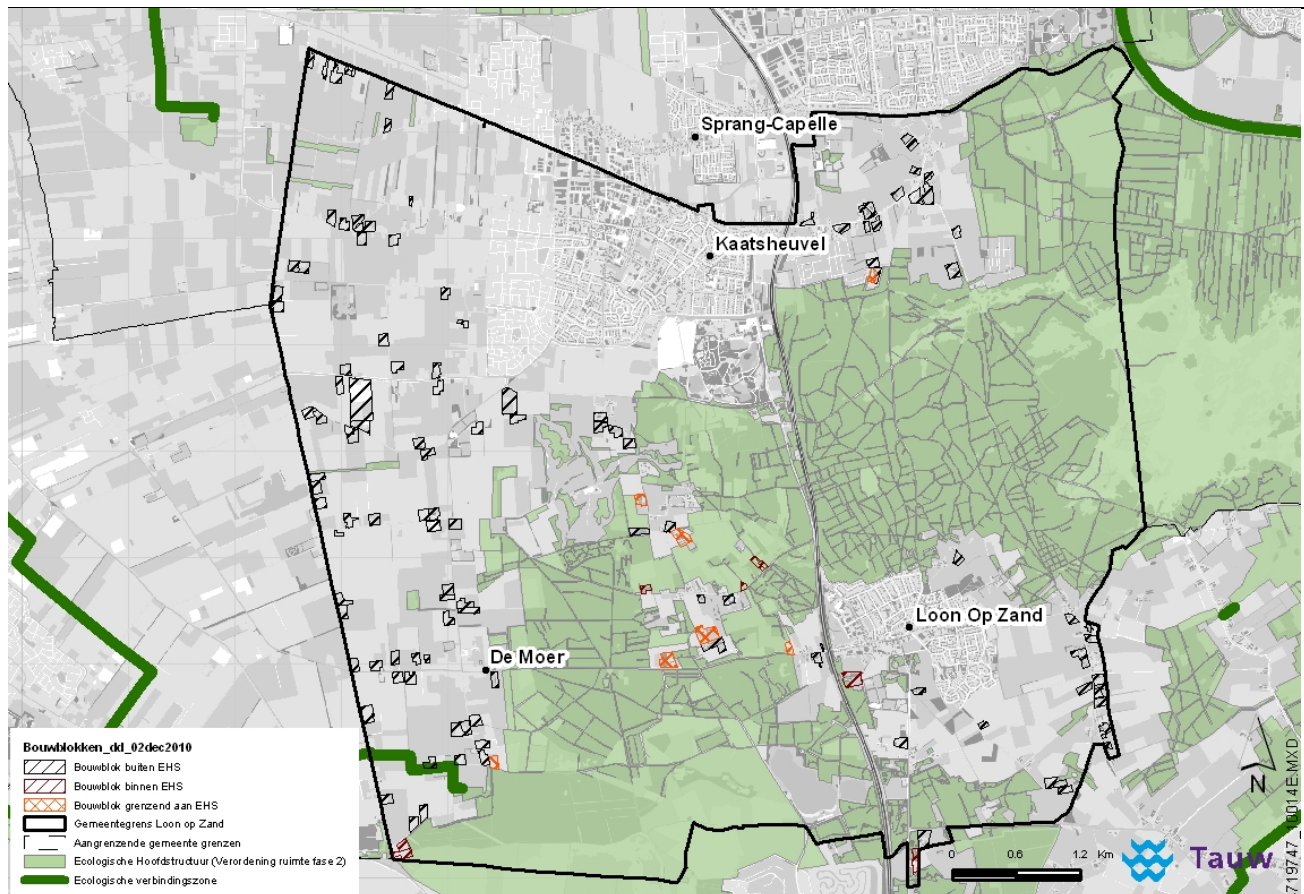 Sprang-Capelle
Kaatsheuvel
Loon Op Zand
De Moer
Bouwblokken_dd_02dec2010
Bouwblok buiten EHS
Bouwblok binnen EHS
Bouwblok grenzend aan EHS
Gemeentegrens Loon op Zand
Aangrenzende gemeente grenzen
Ecologische Hoofdstructuur (Verordening ruimte fase 2)
Ecologische verbindingszone
N
0 0.6 1.2 Km
Tauw
719747_10014E.MXD